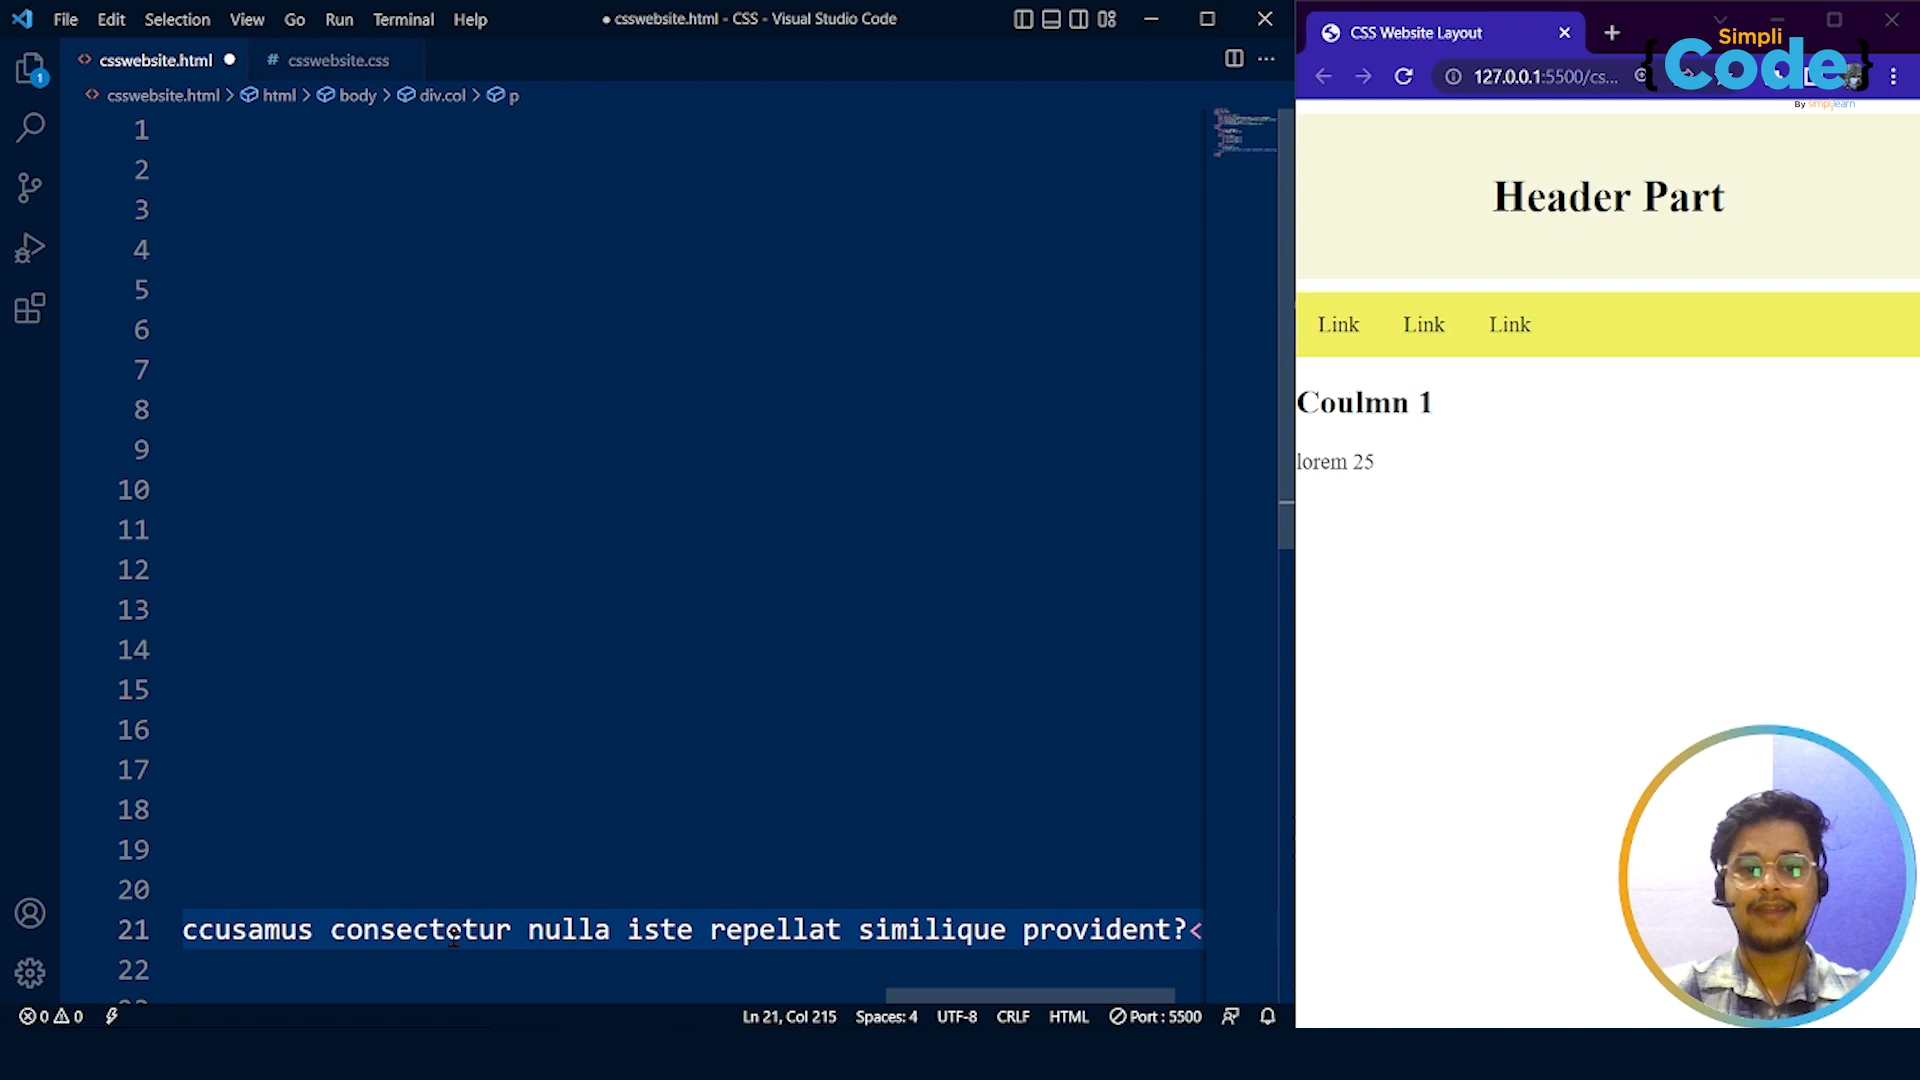 File Edit Selection View Go Run Terminal Help
● csswebsite.html - CSS - Visual Studio Code
csswebsite.html
# csswebsite.css
csswebsite.html > html > body > div.col > p
1
2
3
4
5
6
7
8
9
10
11
12
13
14
15
16
17
18
19
20
21 ccusamus consectetur nulla iste repellat similique provident?<
22
1
0 0
Ln 21, Col 215 Spaces: 4 UTF-8 CRLF HTML Port : 5500
CSS Website Layout
127.0.0.1:5500/cs...
Simpli
{Code}
By simplilearn
Header Part
Link Link Link
Coulmn 1
lorem 25